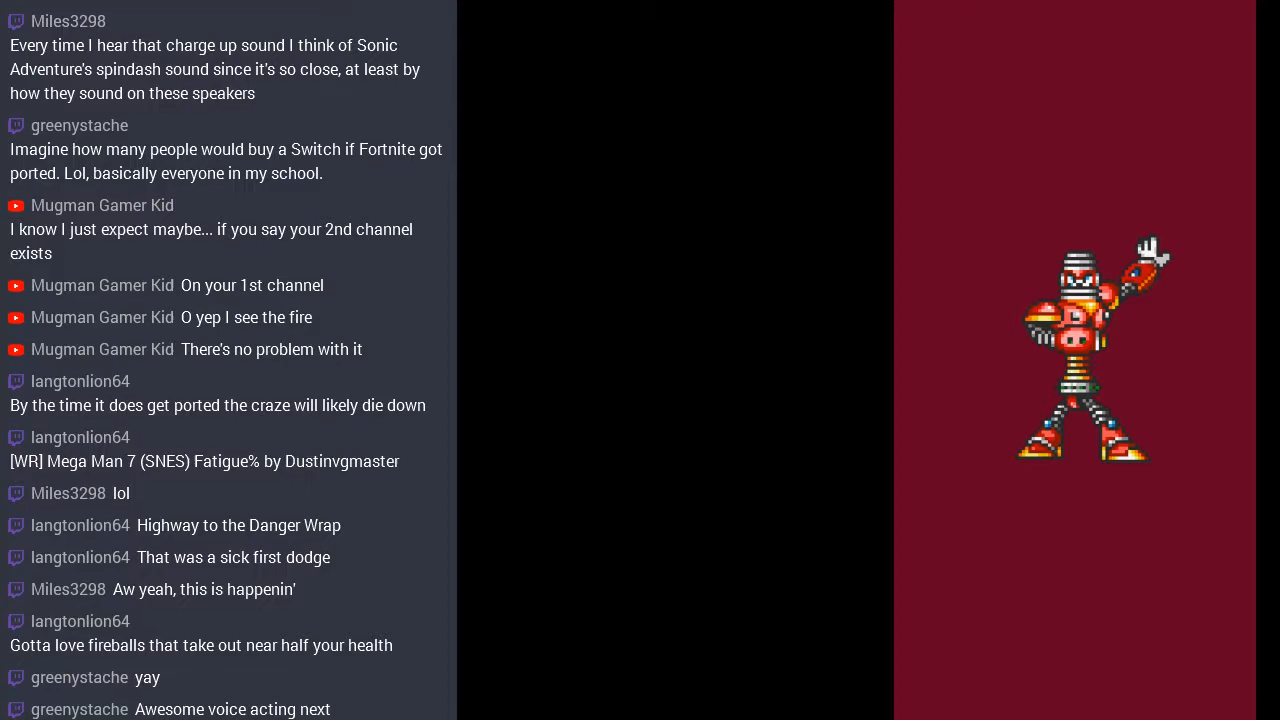 Miles3298
Every time I hear that charge up sound I think of Sonic
Adventure's spindash sound since it's so close, at least by
how they sound on these speakers
greenystache
Imagine how many people would buy a Switch if Fortnite got
ported. Lol, basically everyone in my school.
Mugman Gamer Kid
I know I just expect maybe... if you say your 2nd channel
exists
Mugman Gamer Kid On your 1st channel
Mugman Gamer Kid O yep I see the fire
Mugman Gamer Kid There's no problem with it
langtonlion64
By the time it does get ported the craze will likely die down
langtonlion64
[WR] Mega Man 7 (SNES) Fatigue% by Dustinvgmaster
Miles3298 lol
langtonlion64 Highway to the Danger Wrap
langtonlion64 That was a sick first dodge
Miles3298 Aw yeah, this is happenin'
langtonlion64
Gotta love fireballs that take out near half your health
greenystache yay
greenystache Awesome voice acting next